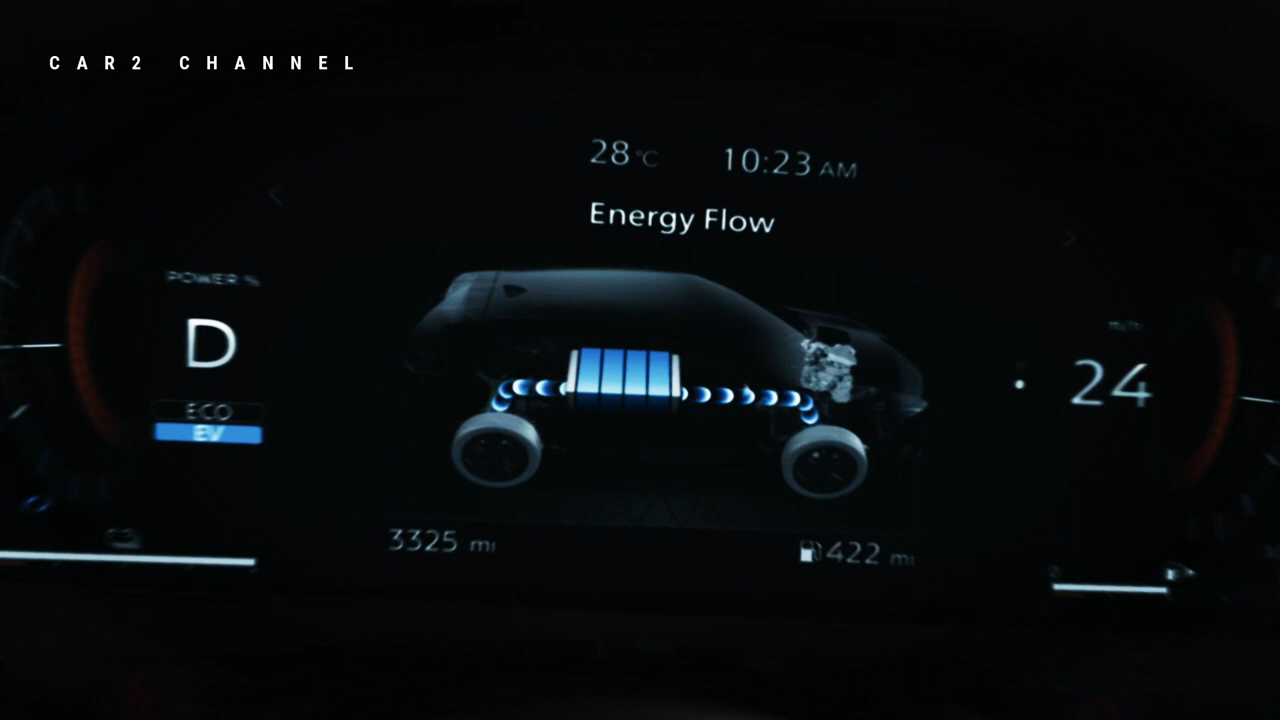 CAR2 CHANNEL
28 °C 10:23 AM
Energy Flow
POWER %
D
ECO
EV
24
3325 mi
422 mi